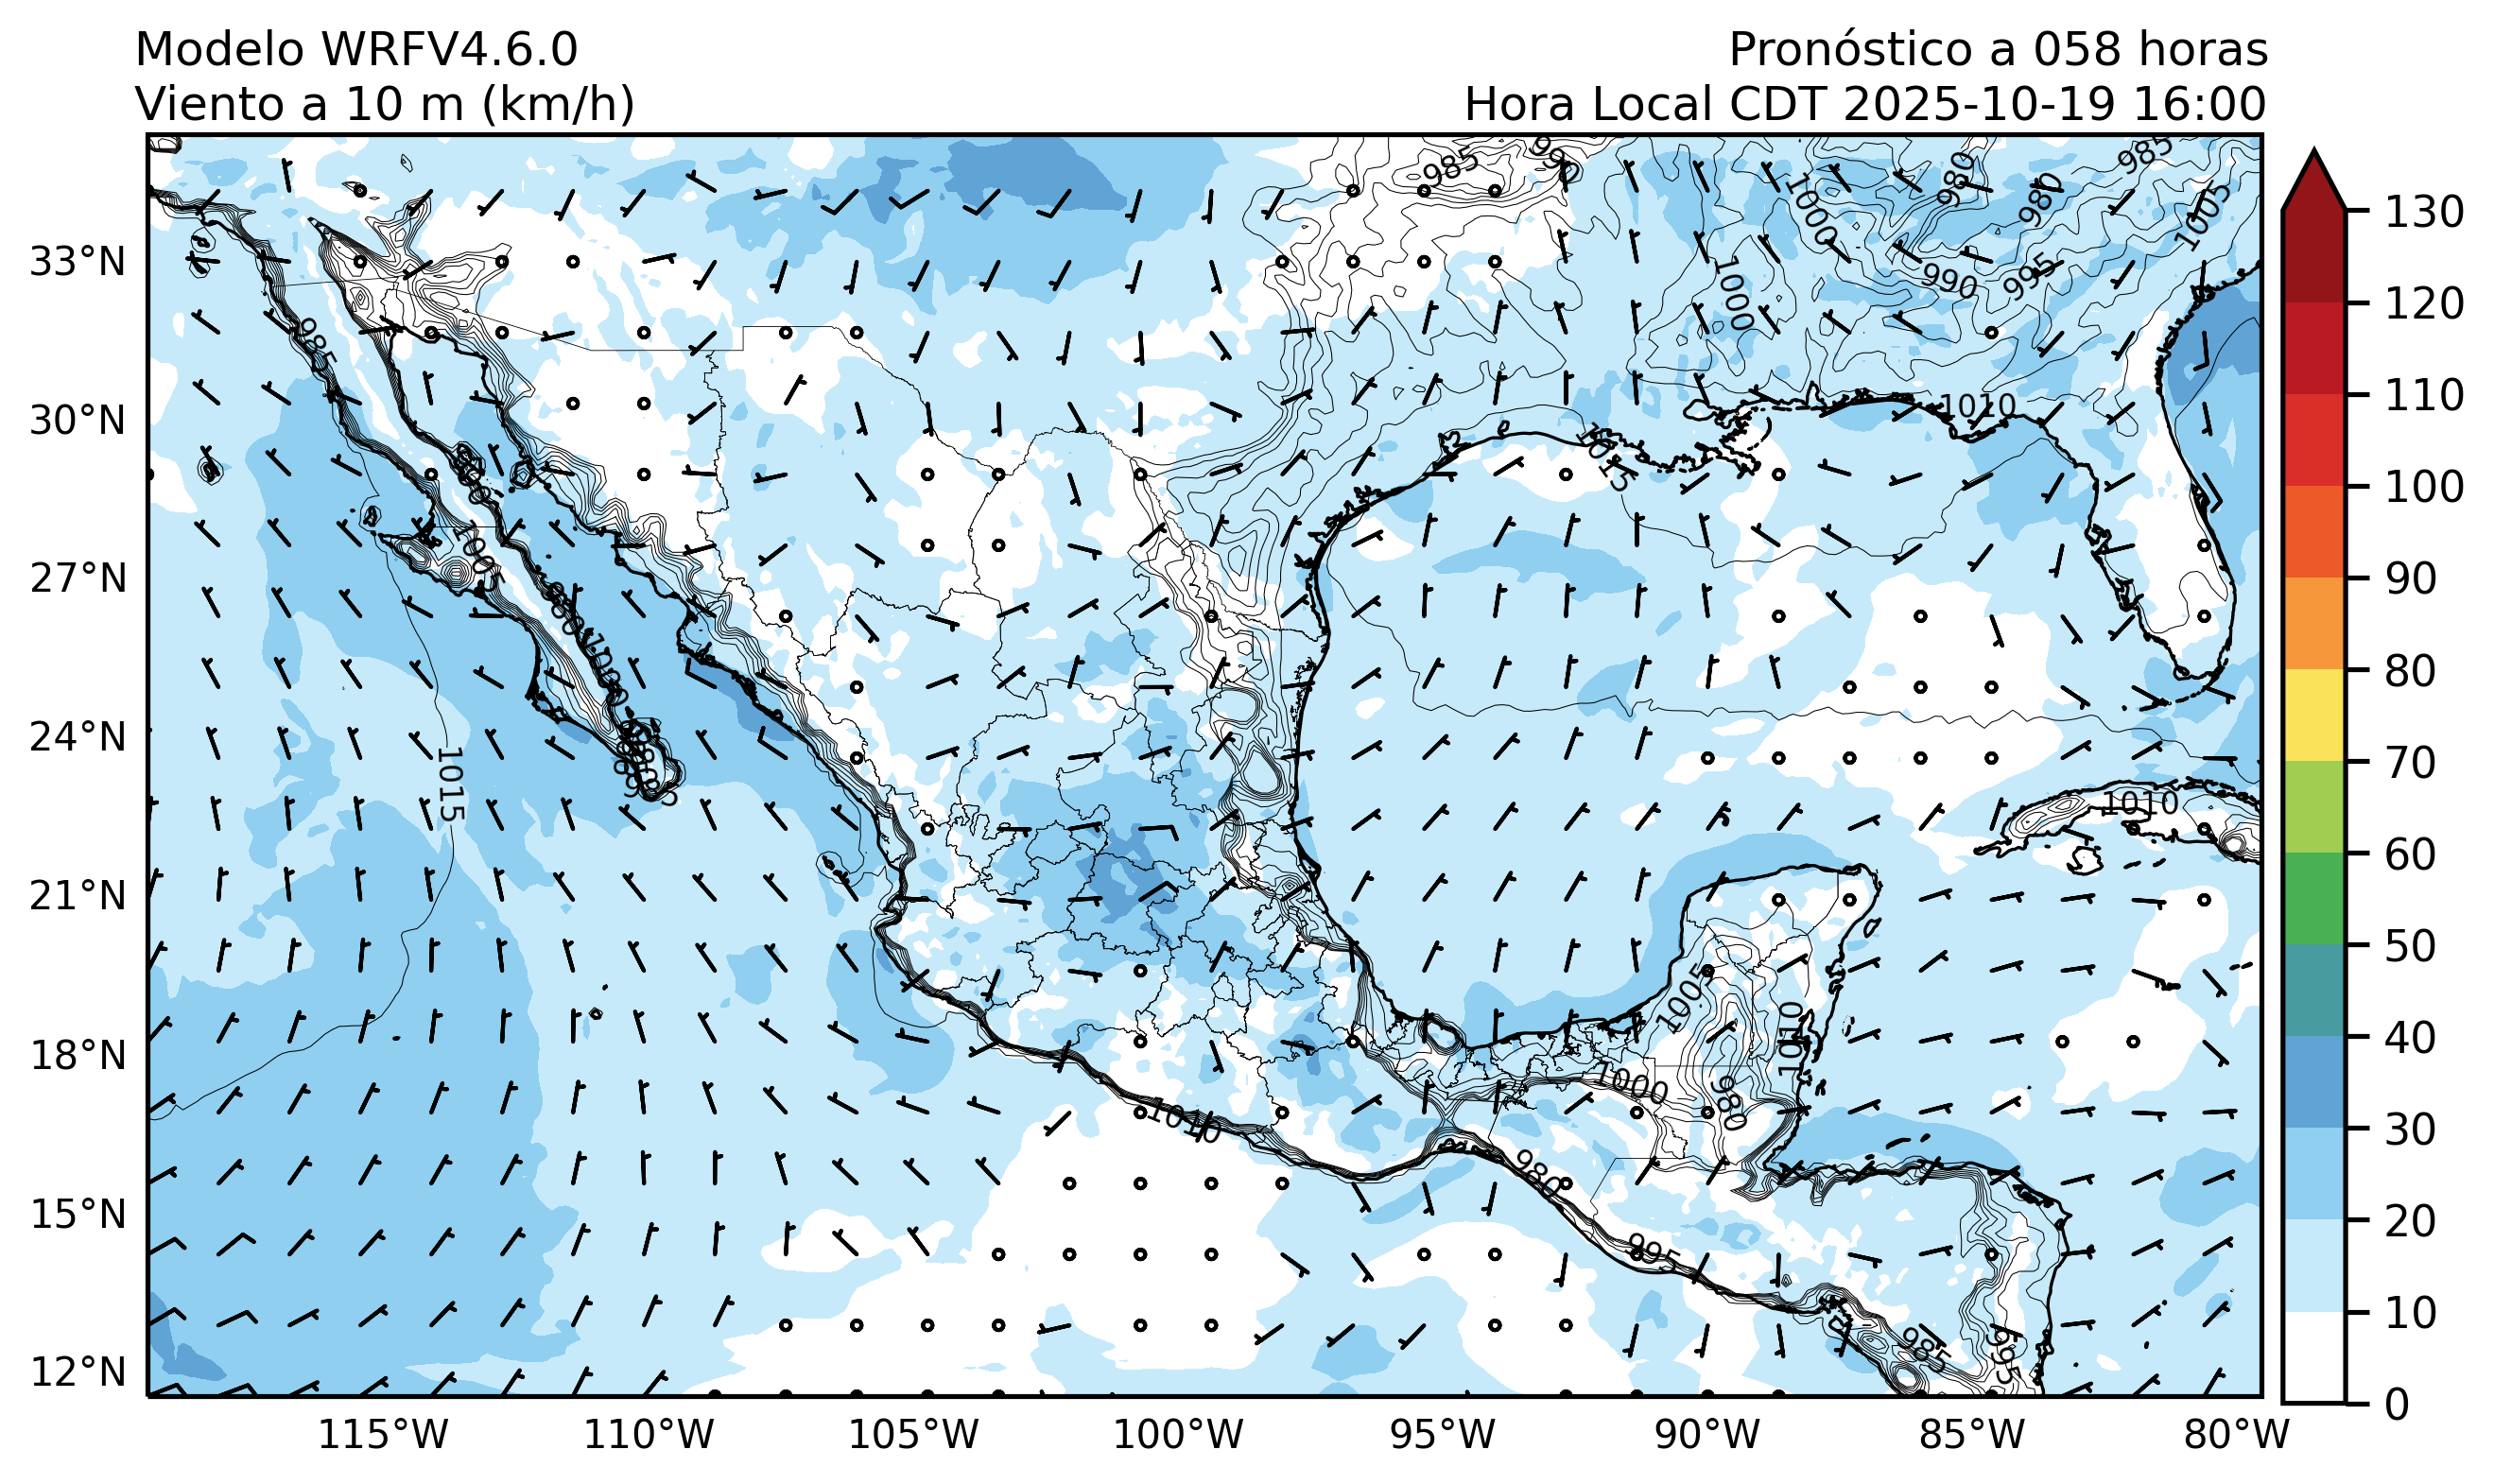 Modelo WRFV4.6.0
Pronóstico a 058 horas
Viento a 10 m (km/h)
Hora Local CDT 2025-10-19 16:00
985
990
980
985
1000
980
1005
33°N
1000
990
995
985
30°N
1010
1015
1005
27°N
1000
24°N
1015
1010
21°N
1005
1010
18°N
1000
980
1010
980
15°N
995
985
995
12°N
115°W
110°W
105°W
100°W
95°W
90°W
85°W
80°W
130
120
110
100
90
80
70
60
50
40
30
20
10
0